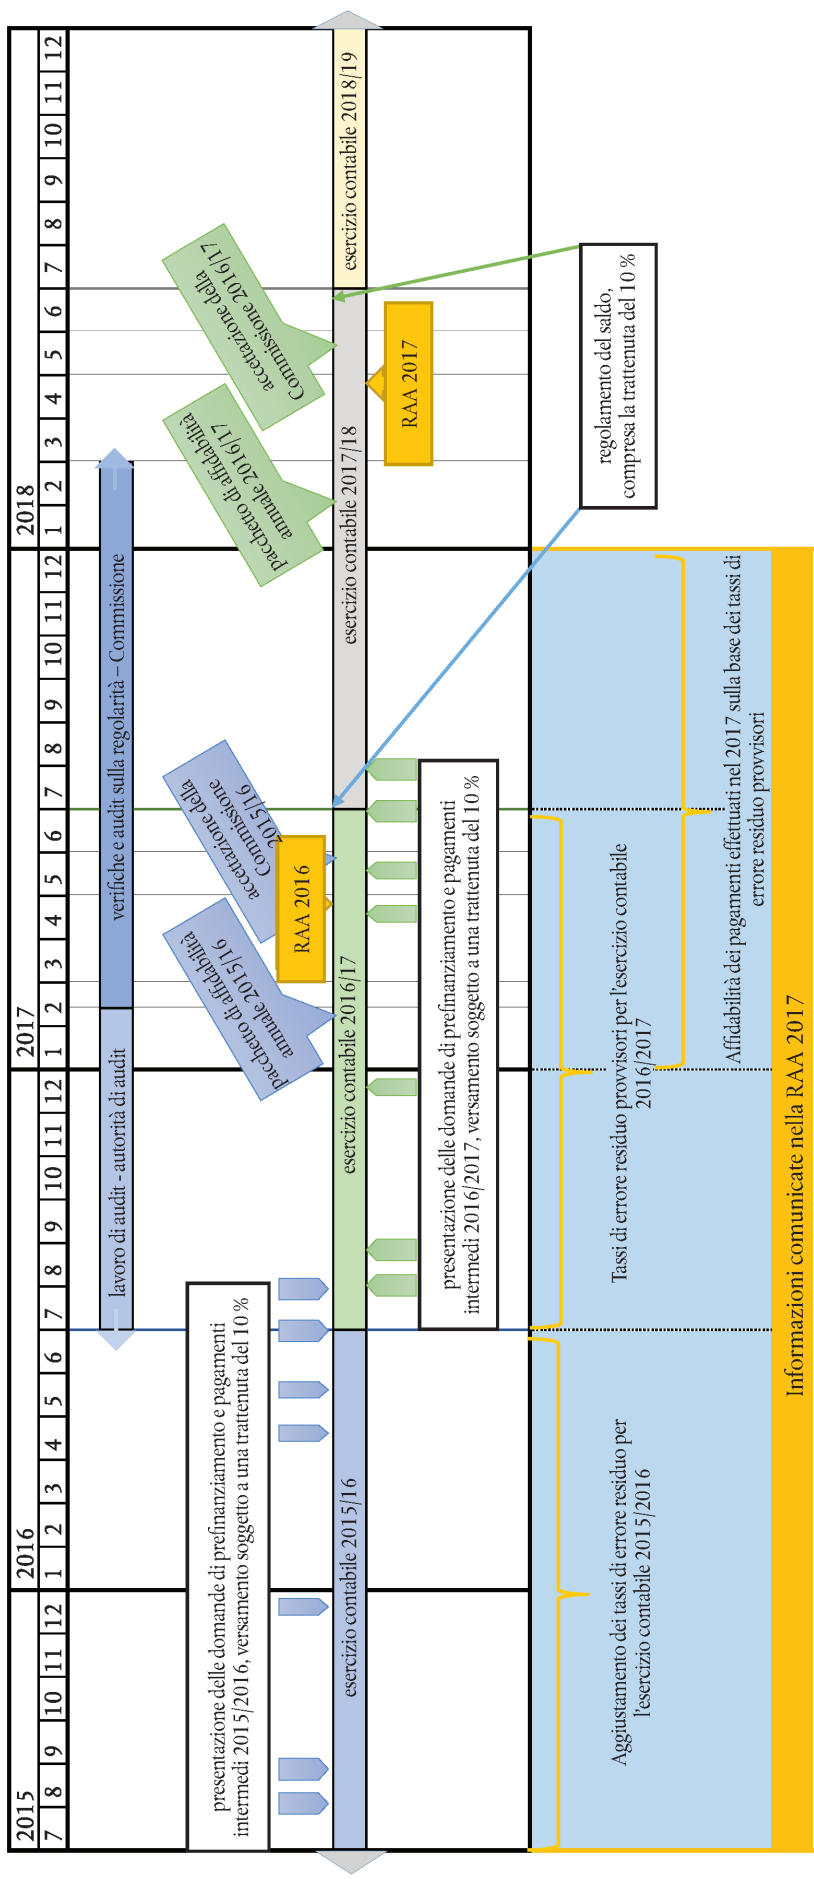 2015 2016 2017 2018
7 8 9 10 11 12 1 2 3 4 5 6 7 8 9 10 11 12 1 2 3 4 5 6 7 8 9 10 11 12 1 2 3 4 5 6 7 8 9 10 11 12
lavoro di audit - autorità di audit
verifiche e audit sulla regolarità – Commissione
presentazione delle domande di prefinanziamento e pagamenti
intermedi 2015/2016, versamento soggetto a una trattenuta del 10 %
pacchetto di affidabilità
annuale 2015/16
accettazione della
Commissione
2015/16
RAA 2016
pacchetto di affidabilità
annuale 2016/17
accettazione della
Commissione 2016/17
esercizio contabile 2015/16
esercizio contabile 2016/17
esercizio contabile 2017/18
esercizio contabile 2018/19
RAA 2017
presentazione delle domande di prefinanziamento e pagamenti
intermedi 2016/2017, versamento soggetto a una trattenuta del 10 %
regolamento del saldo,
compresa la trattenuta del 10 %
Aggiustamento dei tassi di errore residuo per
l'esercizio contabile 2015/2016
Tassi di errore residuo provvisori per l'esercizio contabile
2016/2017
Affidabilità dei pagamenti effettuati nel 2017 sulla base dei tassi di
errore residuo provvisori
Informazioni comunicate nella RAA 2017